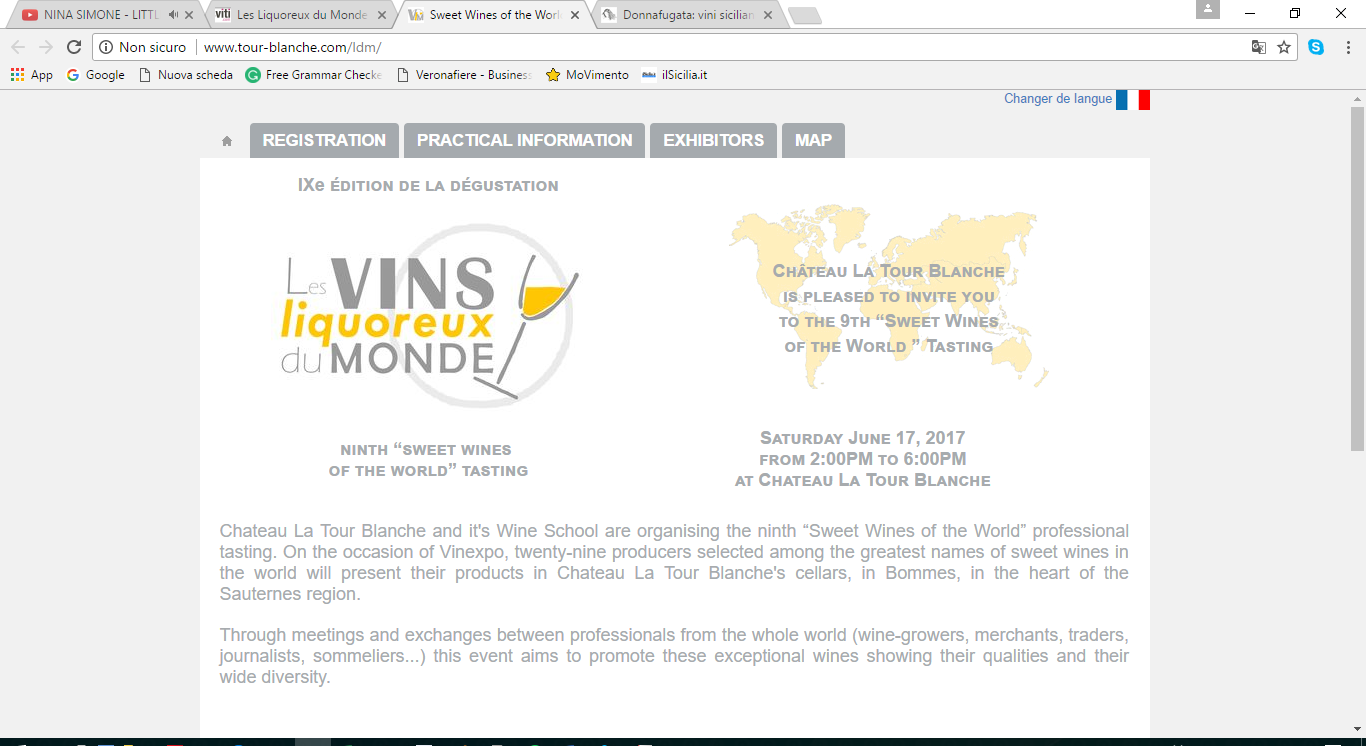 NINA SIMONE - LITTL
Les Liquoreux du Monde
Sweet Wines of the Worl
Donnafugata: vini sicilian
Non sicuro
www.tour-blanche.com/ldm/
App
Google
Nuova scheda
Free Grammar Checke
Veronafiere - Business
MoVimento
ilSicilia.it
Changer de langue
REGISTRATION
PRACTICAL INFORMATION
EXHIBITORS
MAP
IXe ÉDITION DE LA DÉGUSTATION
Les VINS
liquoreux
du MONDE
NINTH “SWEET WINES
OF THE WORLD” TASTING
CHÂTEAU LA TOUR BLANCHE
IS PLEASED TO INVITE YOU
TO THE 9TH “SWEET WINES
OF THE WORLD ” TASTING
SATURDAY JUNE 17, 2017
FROM 2:00PM TO 6:00PM
AT CHATEAU LA TOUR BLANCHE
Chateau La Tour Blanche and it's Wine School are organising the ninth “Sweet Wines of the World” professional
tasting. On the occasion of Vinexpo, twenty-nine producers selected among the greatest names of sweet wines in
the world will present their products in Chateau La Tour Blanche's cellars, in Bommes, in the heart of the
Sauternes region.
Through meetings and exchanges between professionals from the whole world (wine-growers, merchants, traders,
journalists, sommeliers...) this event aims to promote these exceptional wines showing their qualities and their
wide diversity.